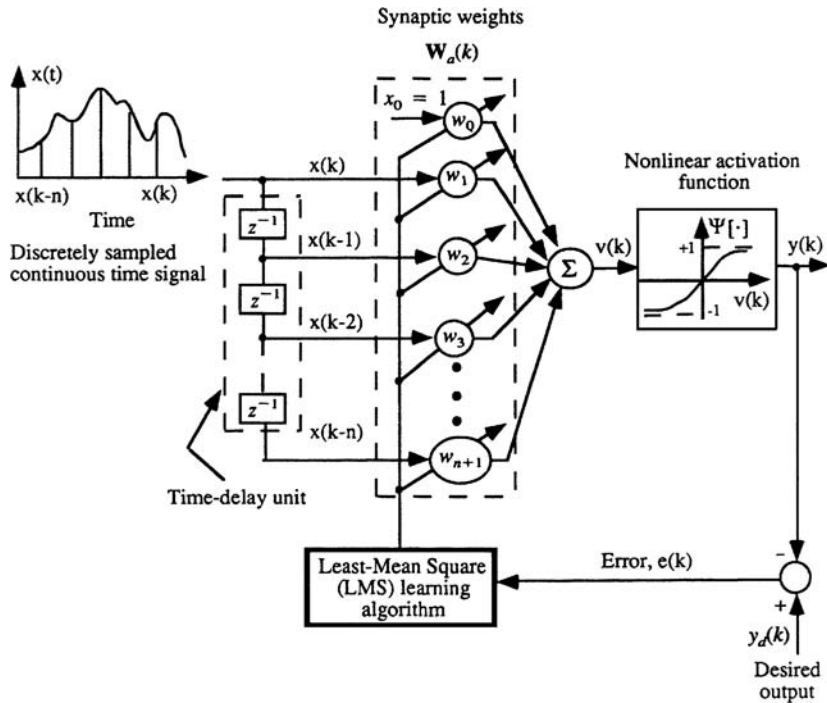 Synaptic weights
W_a(k)
x(t)
x_0 = 1
w_0
x(k-n)
x(k)
Time
Discretely sampled
continuous time signal
x(k)
w_1
z^{-1}
x(k-1)
w_2
z^{-1}
x(k-2)
w_3
z^{-1}
x(k-n)
w_{n+1}
Time-delay unit
Σ
v(k)
Nonlinear activation
function
Ψ[·]
+1
v(k)
-1
y(k)
Least-Mean Square
(LMS) learning
algorithm
Error, e(k)
-
+
y_d(k)
Desired
output